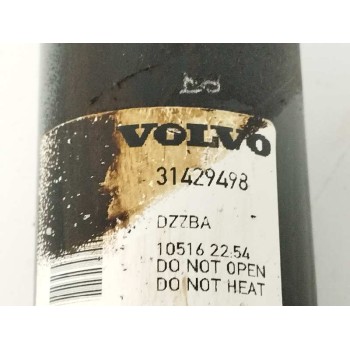 VOLVO
31429498
DZZBA
10516 22:54
DO NOT OPEN
DO NOT HEAT